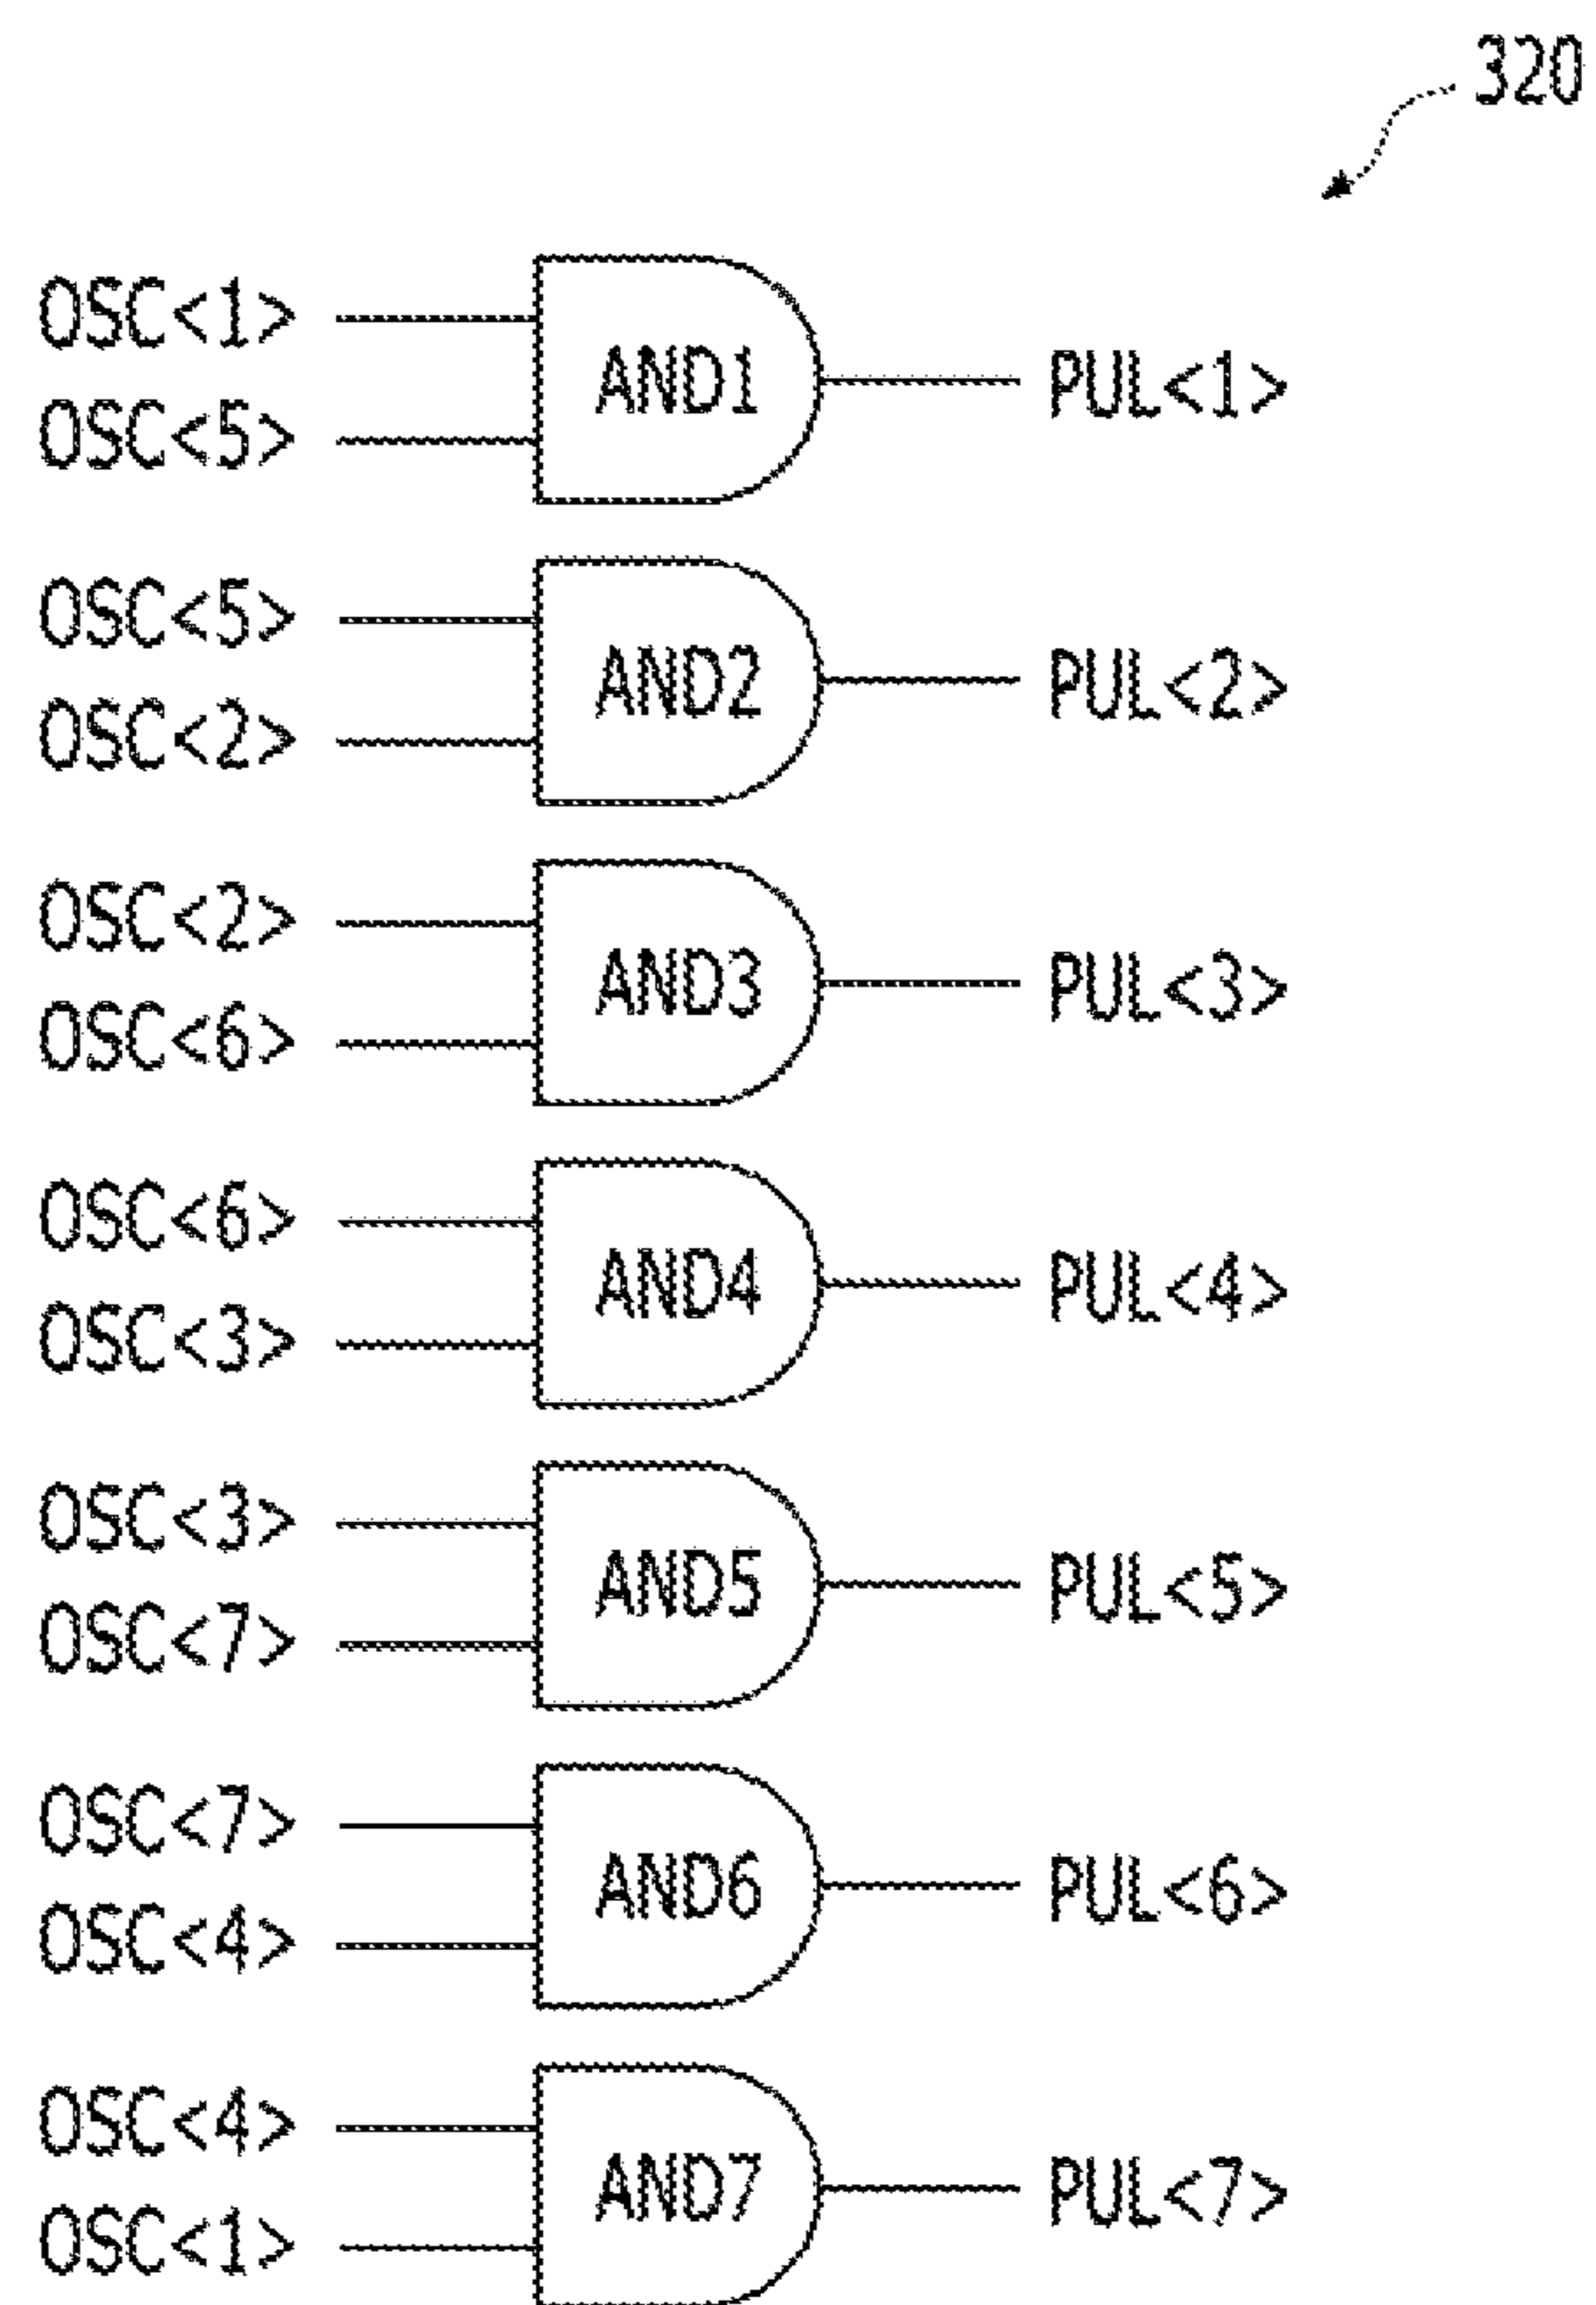 320
OSC<1>
AND1
PUL<1>
OSC<5>
OSC<5>
AND2
PUL<2>
OSC<2>
OSC<2>
AND3
PUL<3>
OSC<6>
OSC<6>
AND4
PUL<4>
OSC<3>
OSC<3>
AND5
PUL<5>
OSC<7>
OSC<7>
AND6
PUL<6>
OSC<4>
OSC<4>
AND7
PUL<7>
OSC<1>